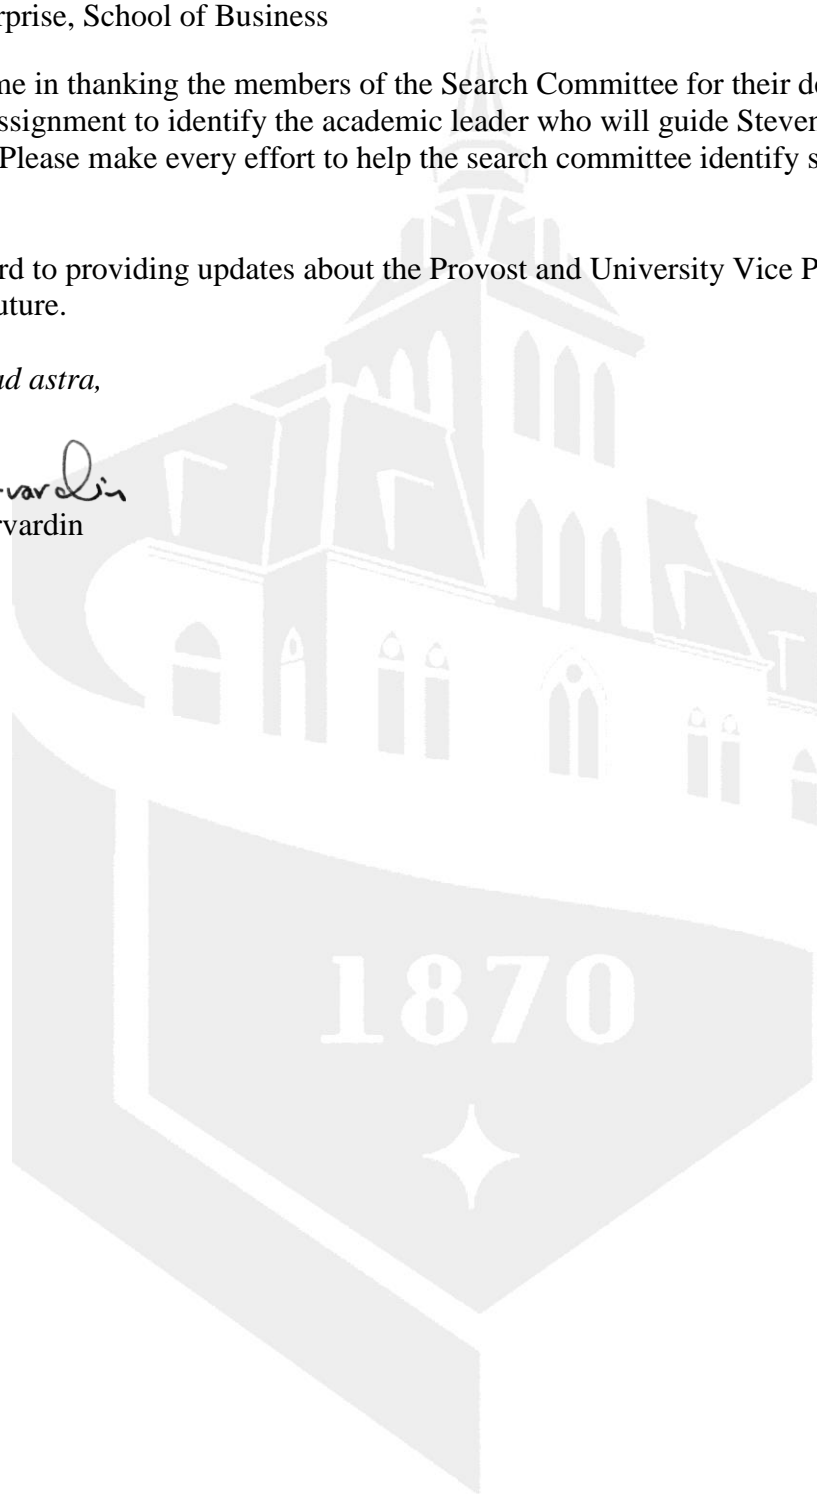 rprise, School of Business
me in thanking the members of the Search Committee for their de
ssignment to identify the academic leader who will guide Steven
Please make every effort to help the search committee identify s
rd to providing updates about the Provost and University Vice P
uture.
ad astra,
rvardin
rvardin
1870